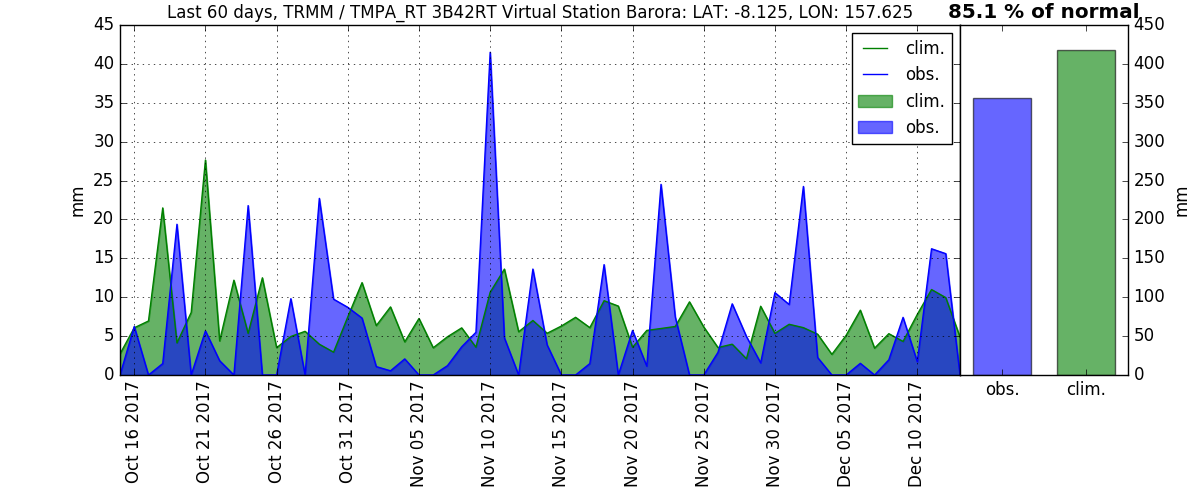 Last 60 days, TRMM / TMPA_RT 3B42RT Virtual Station Barora: LAT: -8.125, LON: 157.625
85.1 % of normal
45
40
35
30
25
20
15
10
5
0
mm
clim.
obs.
clim.
obs.
450
400
350
300
250
200
150
100
50
0
mm
Oct 16 2017
Oct 21 2017
Oct 26 2017
Oct 31 2017
Nov 05 2017
Nov 10 2017
Nov 15 2017
Nov 20 2017
Nov 25 2017
Nov 30 2017
Dec 05 2017
Dec 10 2017
obs.
clim.